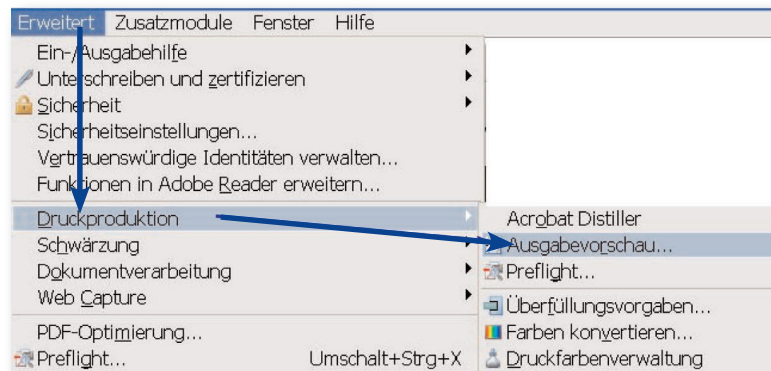 Erweitert Zusatzmodule Fenster Hilfe
Ein-/Ausgabehilfe
Unterschreiben und zertifizieren
Sicherheit
Sicherheitseinstellungen...
Vertrauenswürdige Identitäten verwalten...
Funktionen in Adobe Reader erweitern...
Druckproduktion
Schwärzung
Dokumentverarbeitung
Web Capture
PDF-Optimierung...
Preflight... Umschalt+Strg+X
Acrobat Distiller
Ausgabevorschau...
Preflight...
Überfüllungsvorgaben...
Farben konvertieren...
Druckfarbenverwaltung